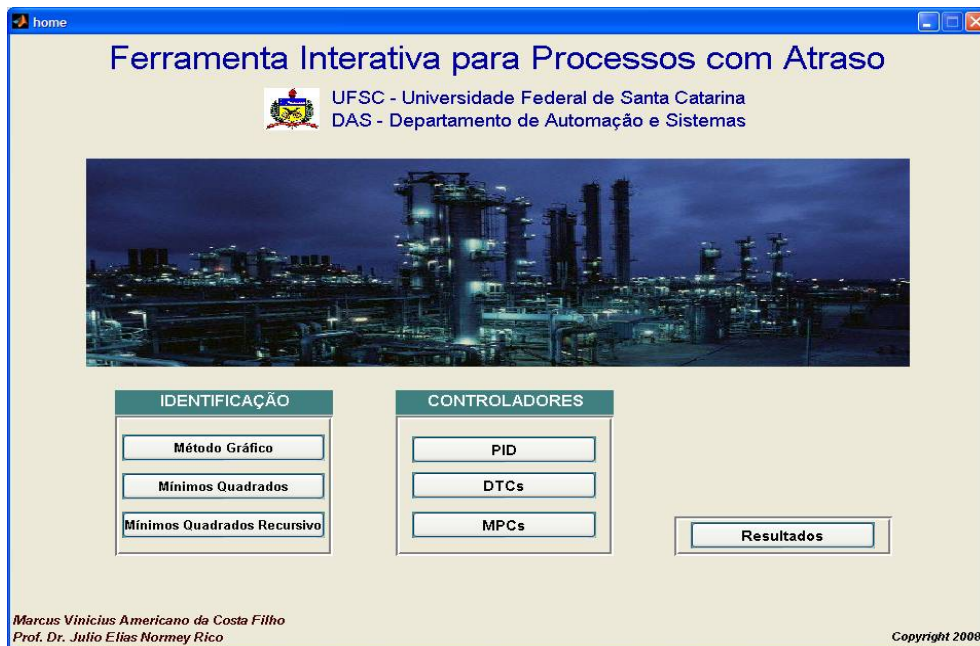 home
Ferramenta Interativa para Processos com Atraso
UFSC - Universidade Federal de Santa Catarina
DAS - Departamento de Automação e Sistemas
IDENTIFICAÇÃO
Método Gráfico
Mínimos Quadrados
Mínimos Quadrados Recursivo
CONTROLADORES
PID
DTCs
MPCs
Resultados
Marcus Vinicius Americano da Costa Filho
Prof. Dr. Julio Elias Normey Rico
Copyright 2008